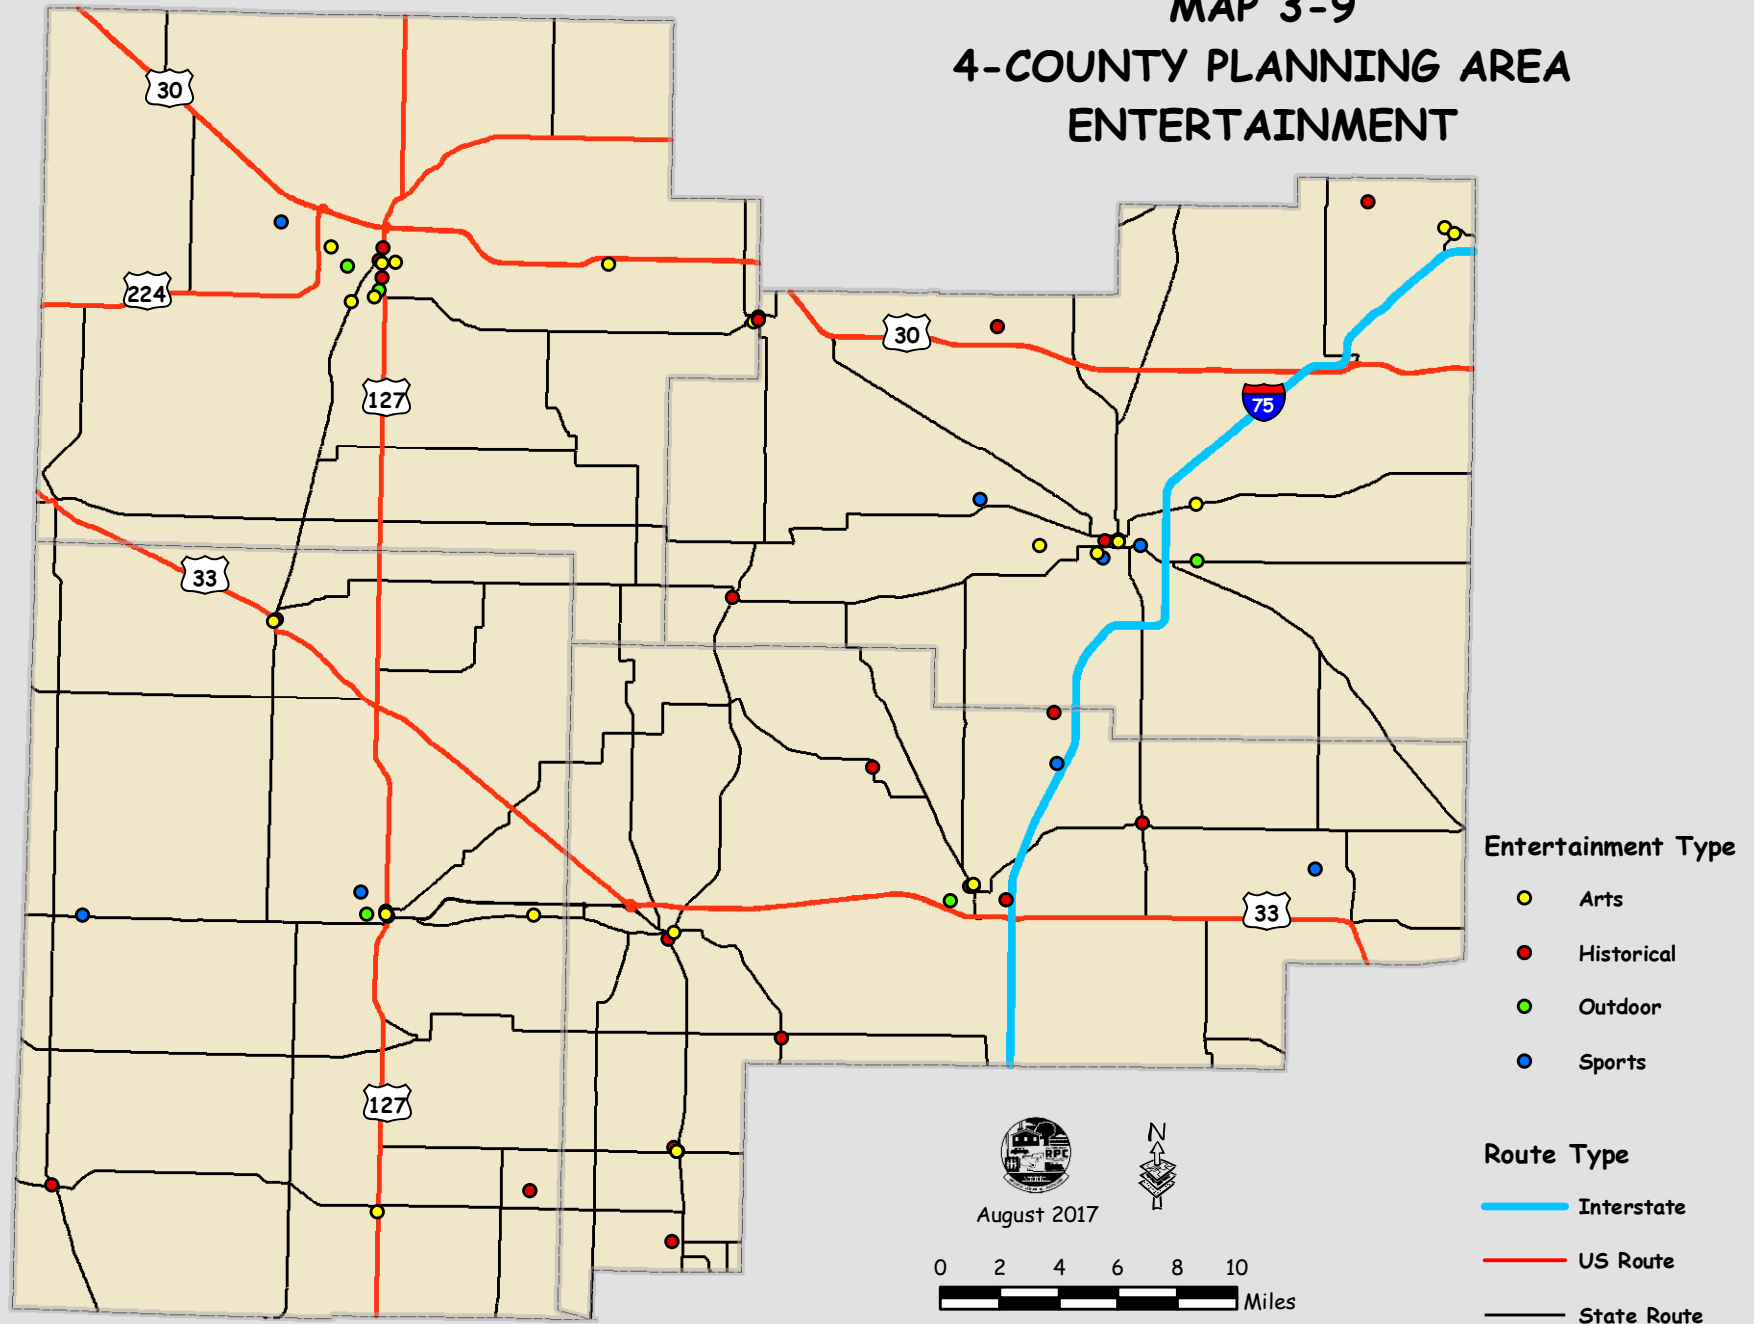 MAP 3-9
4-COUNTY PLANNING AREA
ENTERTAINMENT
30
224
127
30
75
33
33
127
Entertainment Type
Arts
Historical
Outdoor
Sports
Route Type
Interstate
US Route
State Route
RPC
N
August 2017
0 2 4 6 8 10
Miles